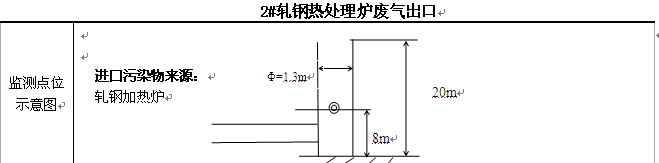 2#轧钢热处理炉废气出口
监测点位
示意图
进口污染物来源：
轧钢加热炉
Φ=1.3m
20m
8m